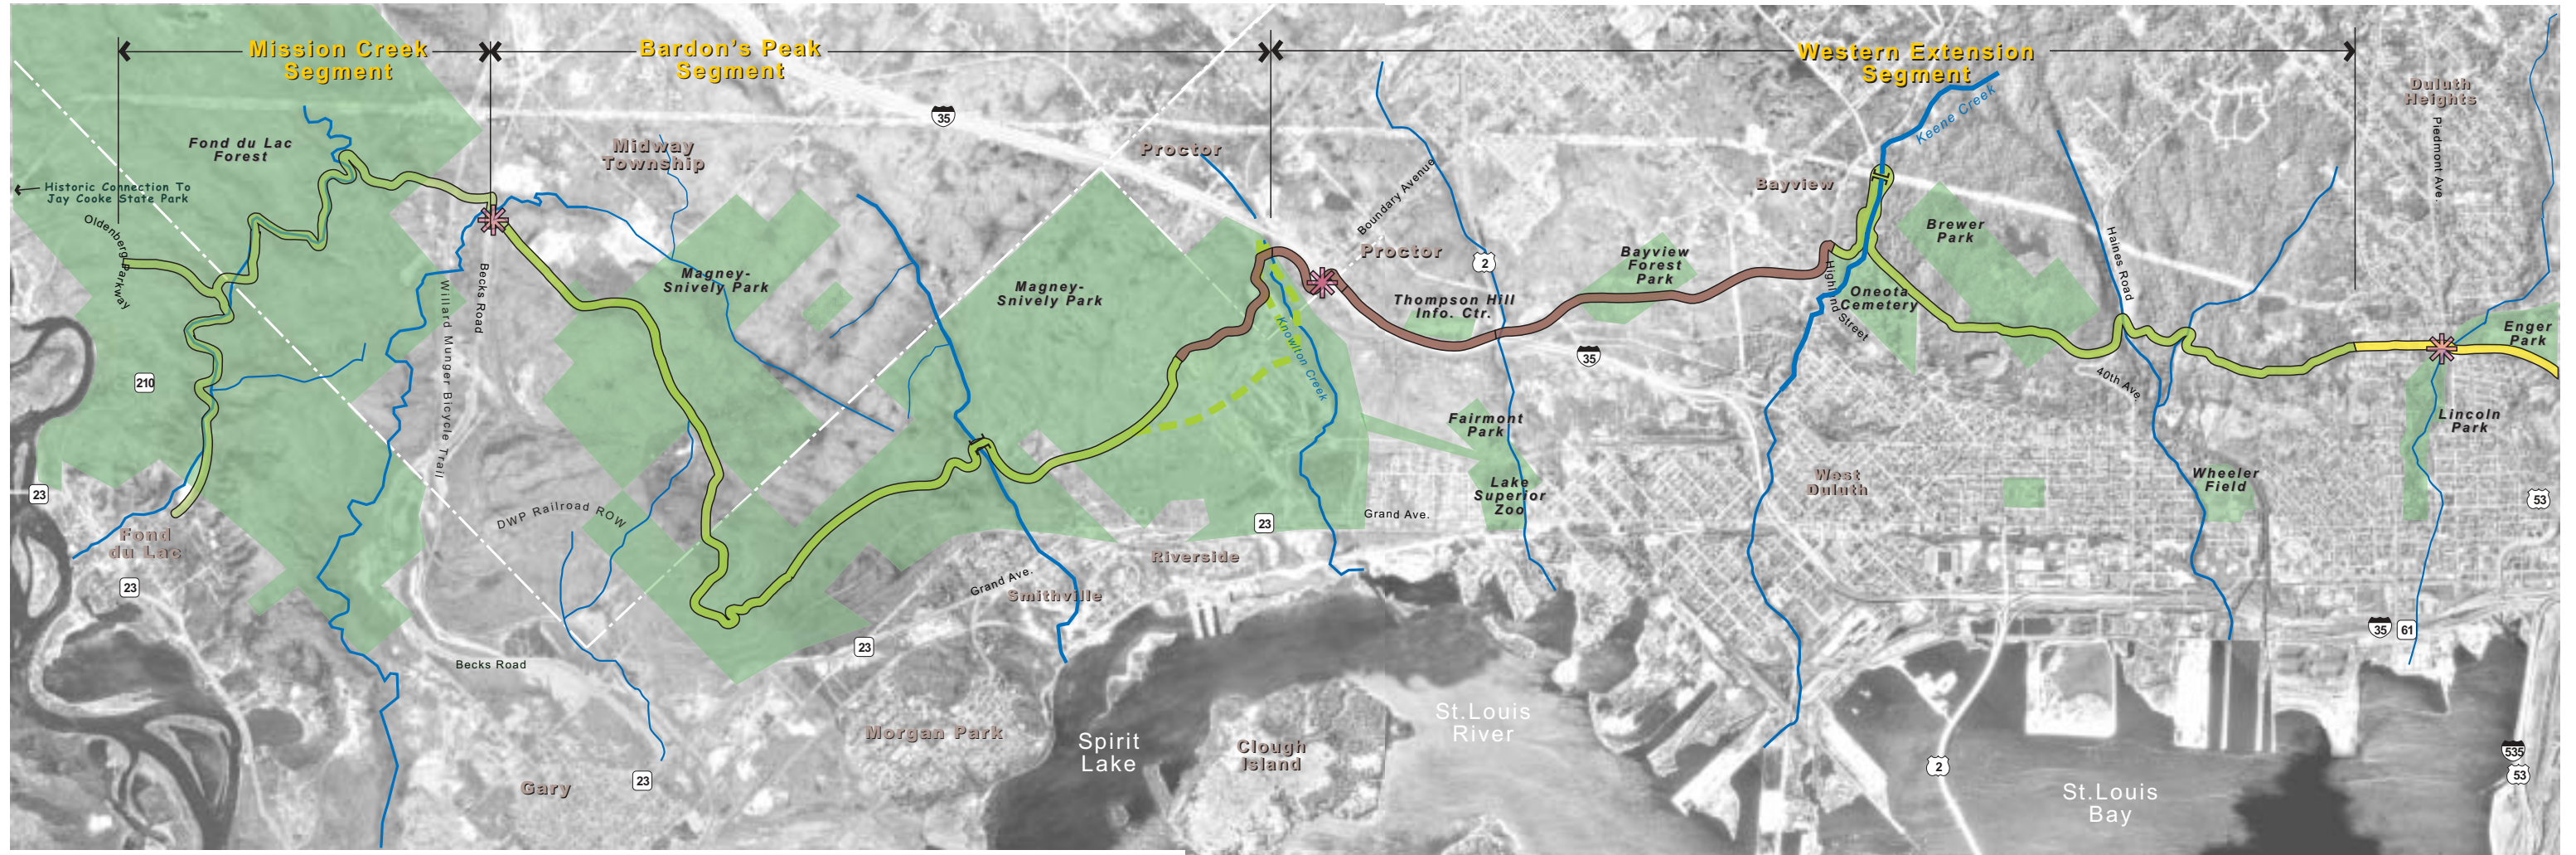 Mission Creek
Segment
Bardon's Peak
Segment
Western Extension
Segment
Duluth
Heights
Piedmont Ave.
35
Keene Creek
Fond du Lac
Forest
Midway
Township
Proctor
Boundary Avenue
Bayview
Historic Connection To
Jay Cooke State Park
Oldenberg Parkway
Becks Road
Willard Munger Bicycle Trail
Magney-
Snively Park
Magney-
Snively Park
Proctor
2
Bayview
Forest
Park
Brewer
Park
Haines Road
Thompson Hill
Info. Ctr.
Highland Street
Oneota
Cemetery
Knowlton Creek
35
Enger
Park
210
40th Ave.
Fairmont
Park
Lincoln
Park
23
West
Duluth
Wheeler
Field
Lake
Superior
Zoo
53
DWP Railroad ROW
Grand Ave.
23
Fond
du Lac
Riverside
23
Grand Ave.
Smithville
35
61
23
Becks Road
Morgan Park
Spirit
Lake
Clough
Island
St.Louis
River
Gary
23
2
St.Louis
Bay
535
53